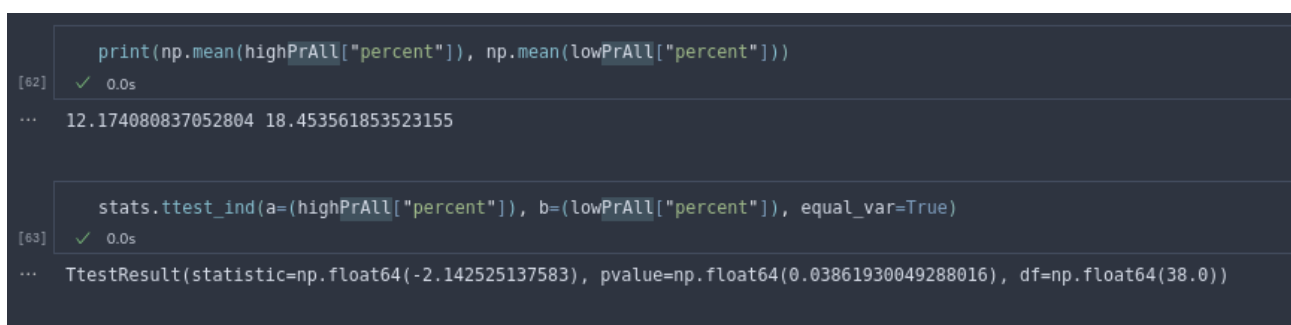 print(np.mean(highPrAll["percent"]), np.mean(lowPrAll["percent"]))
[62] ✓ 0.0s
... 12.174080837052804 18.453561853523155
stats.ttest_ind(a=(highPrAll["percent"]), b=(lowPrAll["percent"]), equal_var=True)
[63] ✓ 0.0s
... TtestResult(statistic=np.float64(-2.142525137583), pvalue=np.float64(0.03861930049288016), df=np.float64(38.0))